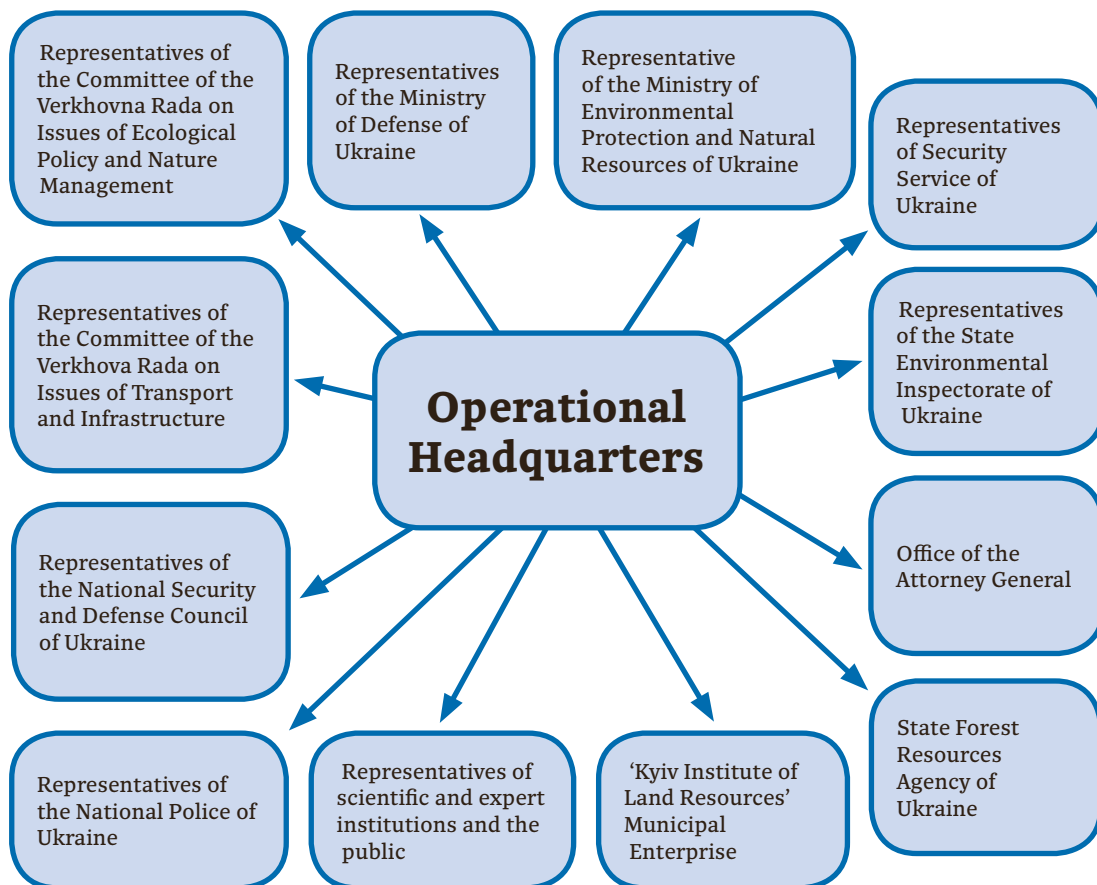 Representatives of
the Committee of the
Verkhovna Rada on
Issues of Ecological
Policy and Nature
Management
Representatives
of the Ministry
of Defense of
Ukraine
Representative
of the Ministry of
Environmental
Protection and Natural
Resources of Ukraine
Representatives
of Security
Service of
Ukraine
Representatives of
the Committee of the
Verkhova Rada on
Issues of Transport
and Infrastructure
Operational
Headquarters
Representatives
of the State
Environmental
Inspectorate of
Ukraine
Representatives of
the National Security
and Defense Council
of Ukraine
Office of the
Attorney General
Representatives of
the National Police of
Ukraine
Representatives of
scientific and expert
institutions and the
public
‘Kyiv Institute of
Land Resources’
Municipal
Enterprise
State Forest
Resources
Agency of
Ukraine